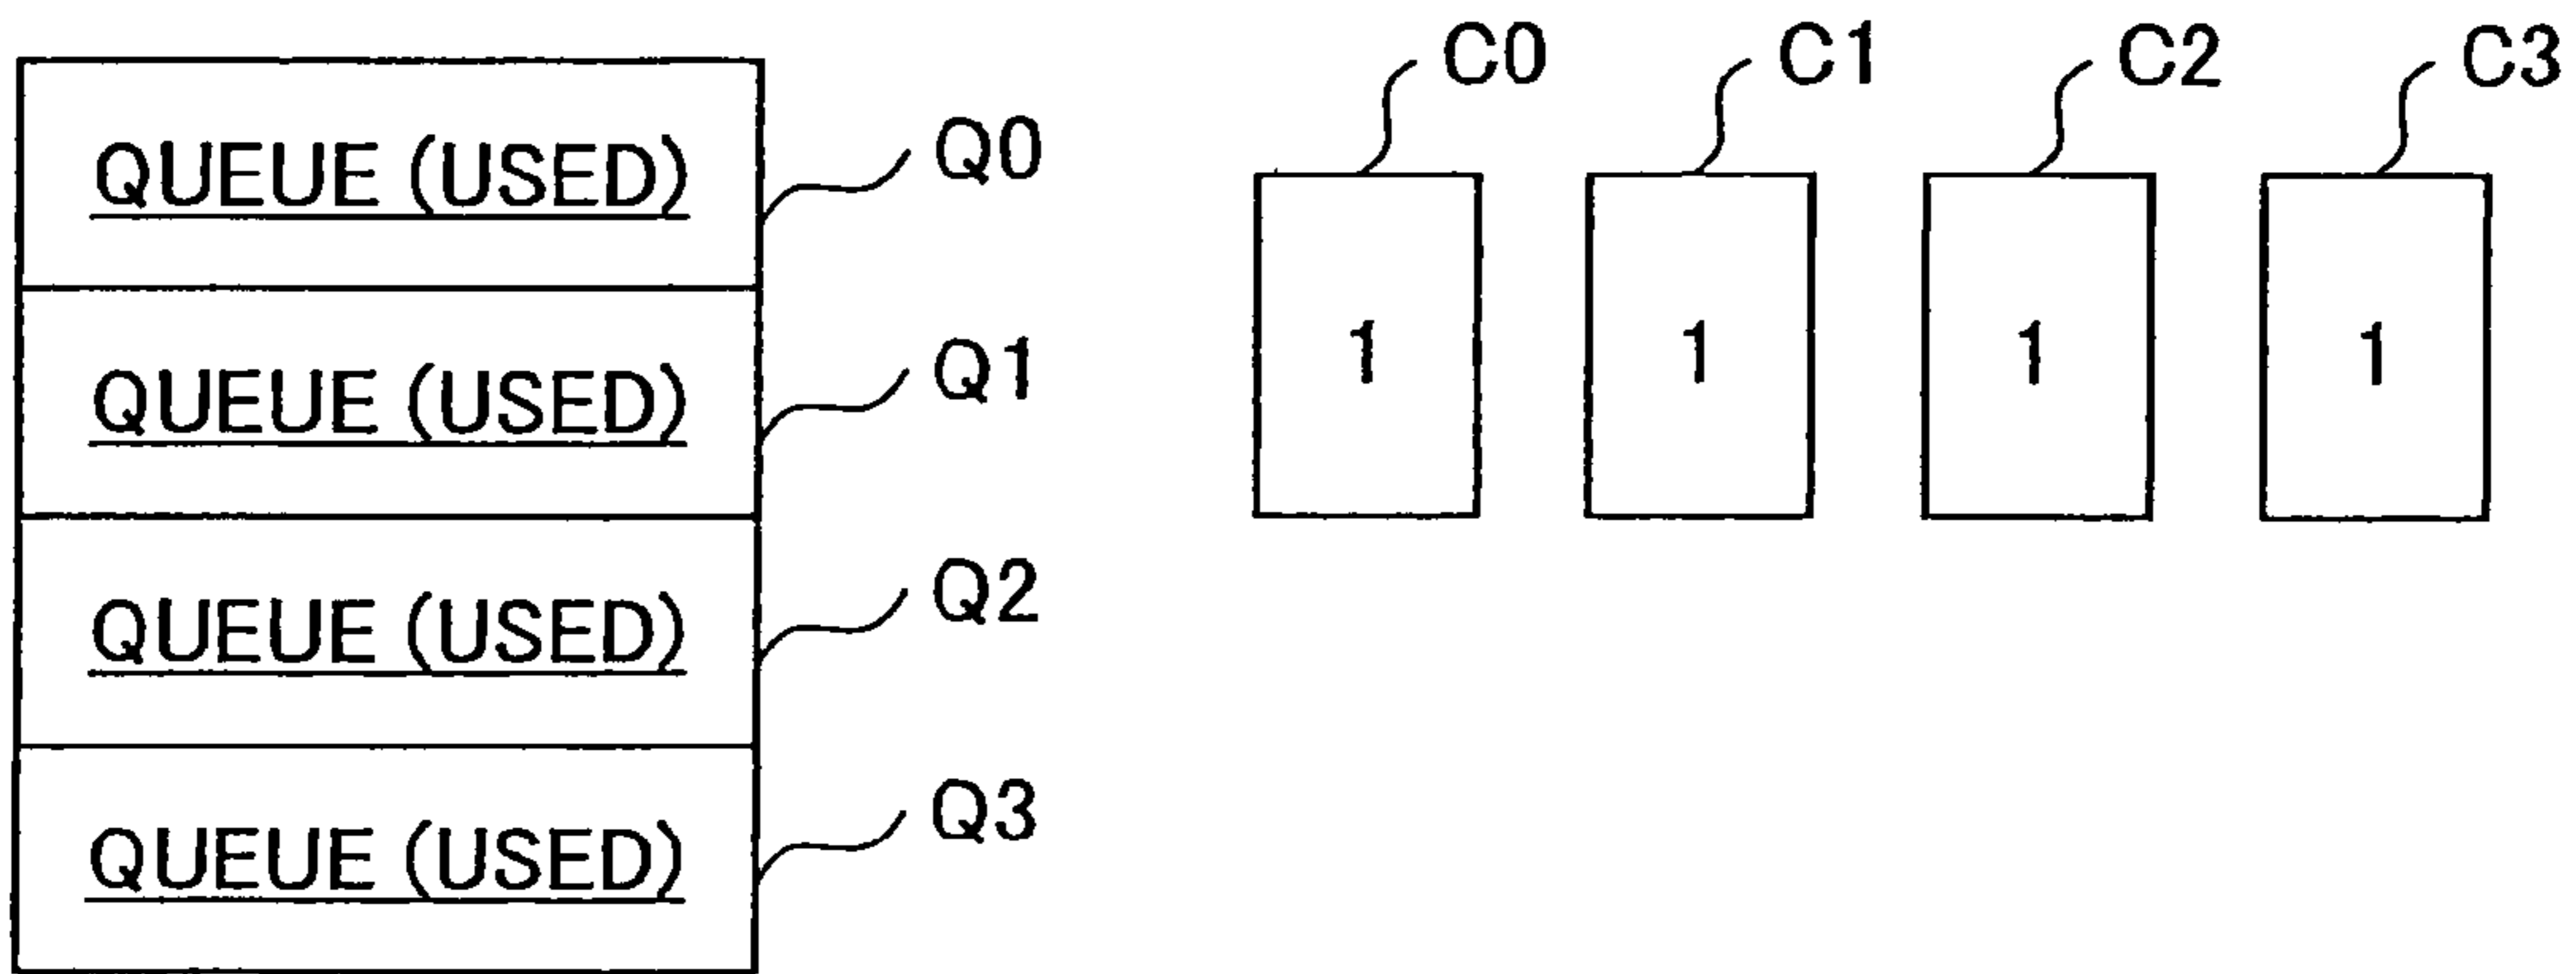 C0 C1 C2 C3
QUEUE (USED) Q0
QUEUE (USED) Q1
1 1 1 1
QUEUE (USED) Q2
QUEUE (USED) Q3